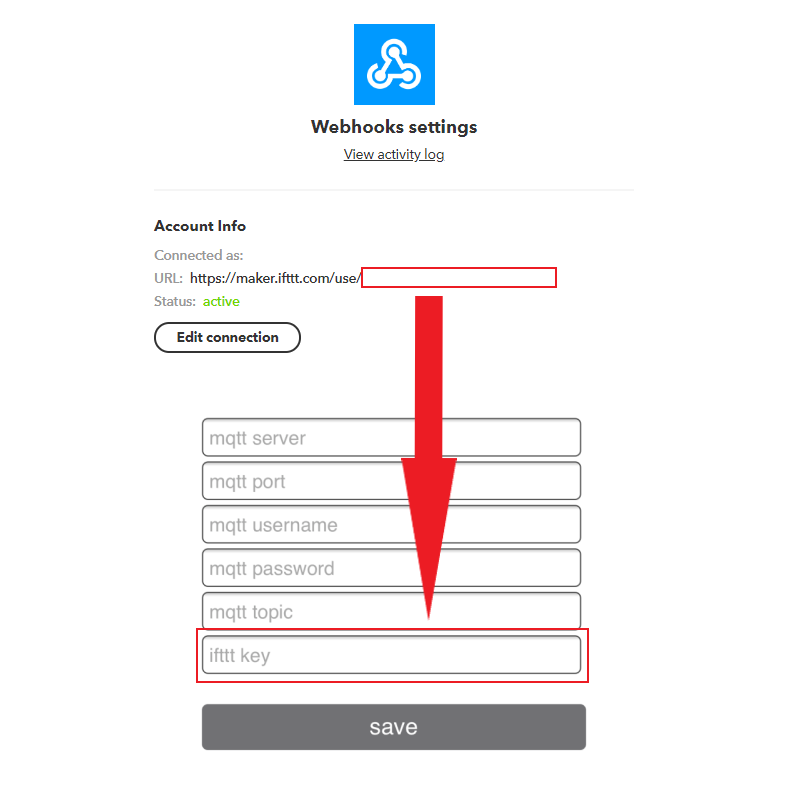 Webhooks settings
View activity log
Account Info
Connected as:
URL: https://maker.ifttt.com/use/
Status: active
Edit connection
mqtt server
mqtt port
mqtt username
mqtt password
mqtt topic
ifttt key
save